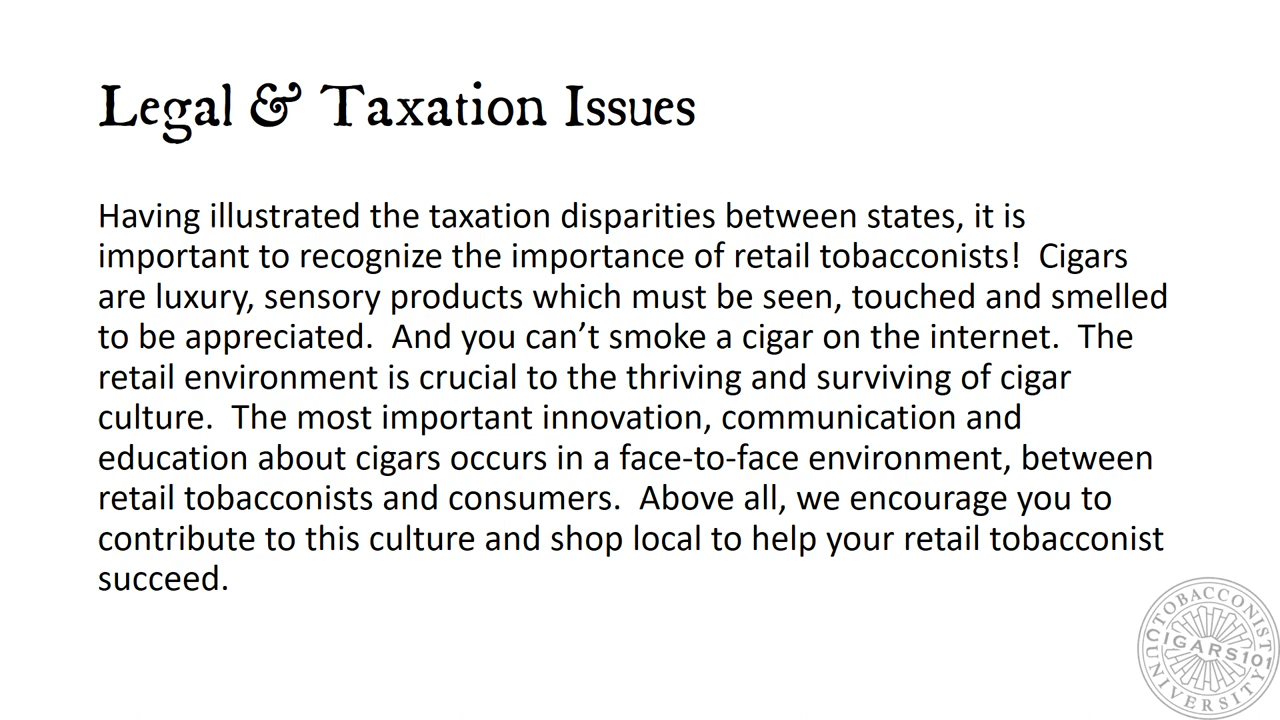 Legal & Taxation Issues
Having illustrated the taxation disparities between states, it is
important to recognize the importance of retail tobacconists!  Cigars
are luxury, sensory products which must be seen, touched and smelled
to be appreciated.  And you can’t smoke a cigar on the internet.  The
retail environment is crucial to the thriving and surviving of cigar
culture.  The most important innovation, communication and
education about cigars occurs in a face-to-face environment, between
retail tobacconists and consumers.  Above all, we encourage you to
contribute to this culture and shop local to help your retail tobacconist
succeed.
TOBACCONIST
CIGARS101
UNIVERSITY